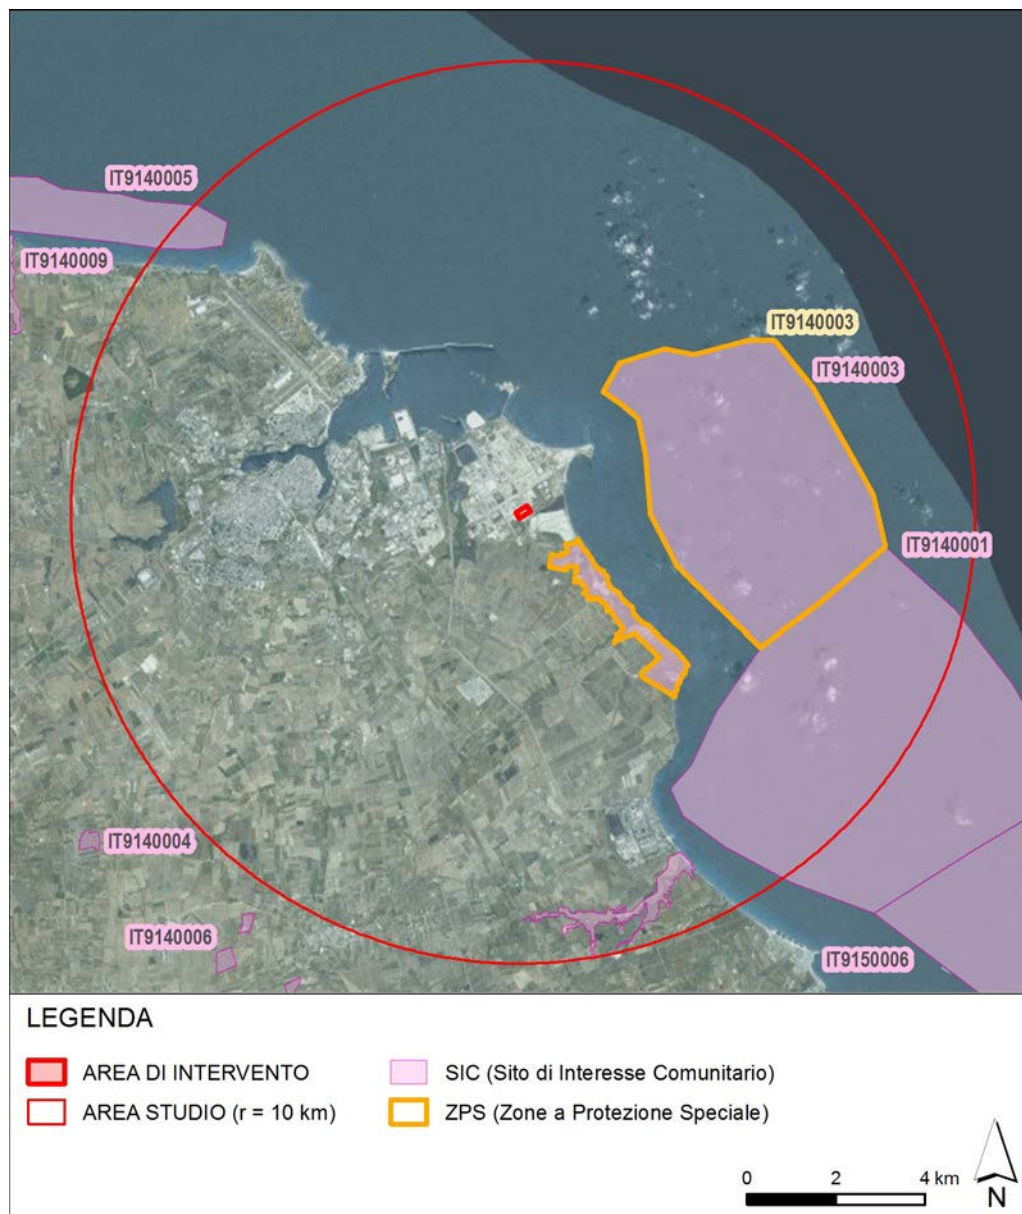 IT9140005
IT9140009
IT9140003
IT9140003
IT9140001
IT9140004
IT9140006
IT9150006
LEGENDA
AREA DI INTERVENTO
SIC (Sito di Interesse Comunitario)
AREA STUDIO (r = 10 km)
ZPS (Zone a Protezione Speciale)
0 2 4 km
N